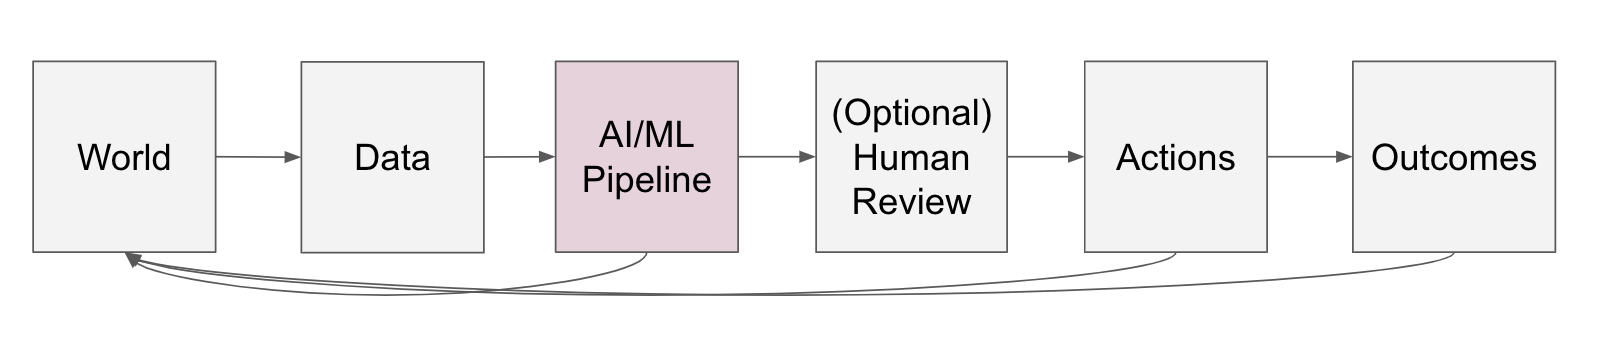 World
Data
AI/ML
Pipeline
(Optional)
Human
Review
Actions
Outcomes